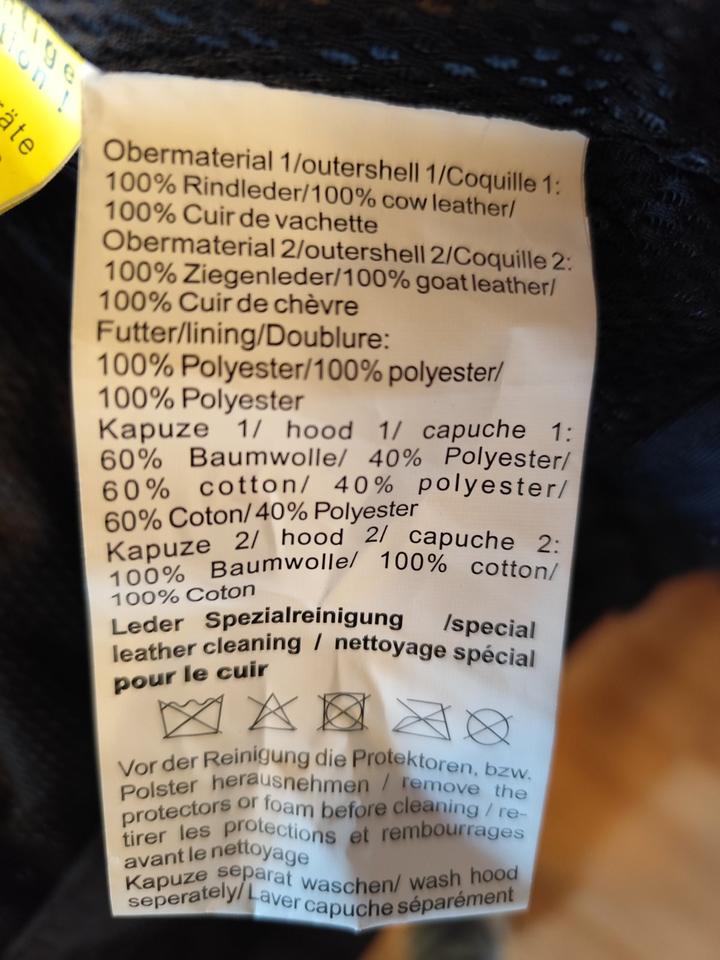 tige
tion !
räte
Obermaterial 1/outershell 1/Coquille 1:
100% Rindleder/100% cow leather/
100% Cuir de vachette
Obermaterial 2/outershell 2/Coquille 2:
100% Ziegenleder/100% goat leather/
100% Cuir de chèvre
Futter/lining/Doublure:
100% Polyester/100% polyester/
100% Polyester
Kapuze 1/ hood 1/ capuche 1:
60% Baumwolle/ 40% Polyester/
60% cotton/ 40% polyester/
60% Coton/ 40% Polyester
Kapuze 2/ hood 2/ capuche 2:
100% Baumwolle/ 100% cotton/
100% Coton
Leder Spezialreinigung /special
leather cleaning / nettoyage spécial
pour le cuir
Vor der Reinigung die Protektoren, bzw.
Polster herausnehmen / remove the
protectors or foam before cleaning / re-
tirer les protections et rembourrages
avant le nettoyage
Kapuze separat waschen/ wash hood
seperately/ Laver capuche séparément